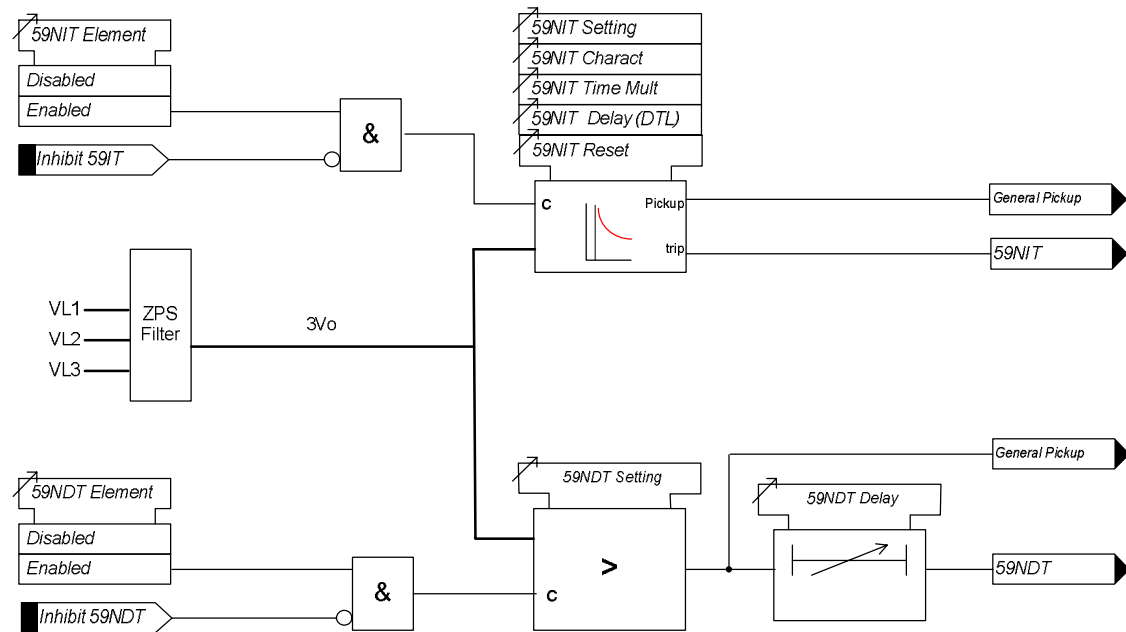 59NIT Element
Disabled
Enabled
Inhibit 59IT
&
59NIT Setting
59NIT Charact
59NIT Time Mult
59NIT Delay (DTL)
59NIT Reset
C
Pickup
trip
General Pickup
59NIT
VL1
VL2
VL3
ZPS
Filter
3Vo
59NDT Element
Disabled
Enabled
Inhibit 59NDT
&
59NDT Setting
>
C
59NDT Delay
General Pickup
59NDT